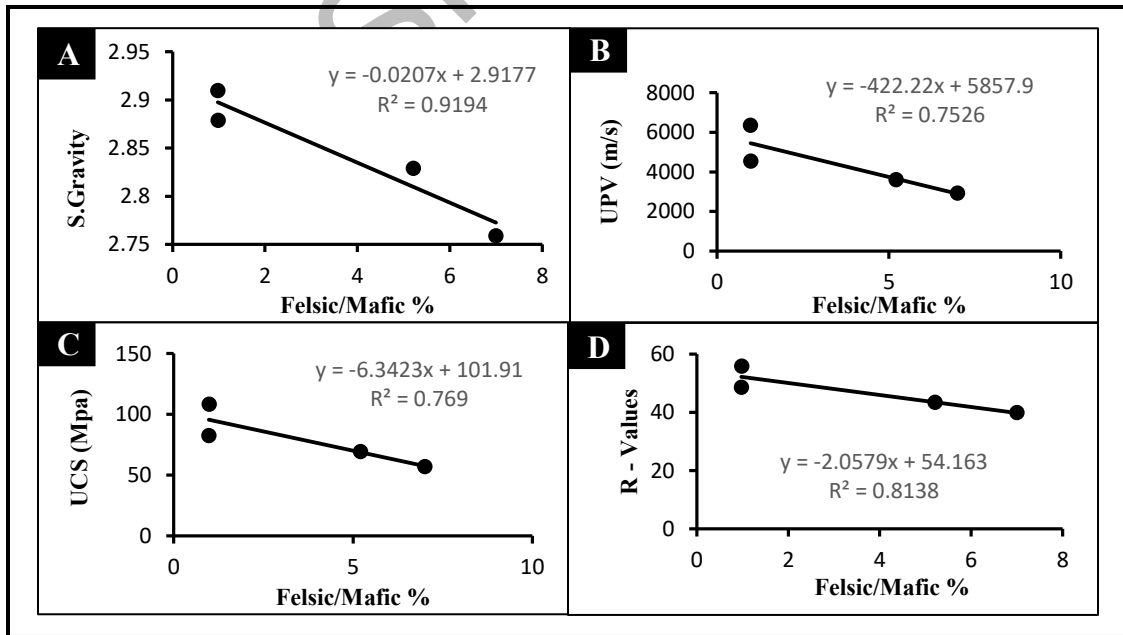 A
2.95
2.9
2.85
2.8
2.75
S.Gravity
y = -0.0207x + 2.9177
R² = 0.9194
0 2 4 6 8
Felsic/Mafic %
B
8000
6000
4000
2000
0
UPV (m/s)
y = -422.22x + 5857.9
R² = 0.7526
0 5 10
Felsic/Mafic %
C
150
100
50
0
UCS (Mpa)
y = -6.3423x + 101.91
R² = 0.769
0 5 10
Felsic/Mafic %
D
60
40
20
0
R - Values
y = -2.0579x + 54.163
R² = 0.8138
0 2 4 6 8
Felsic/Mafic %